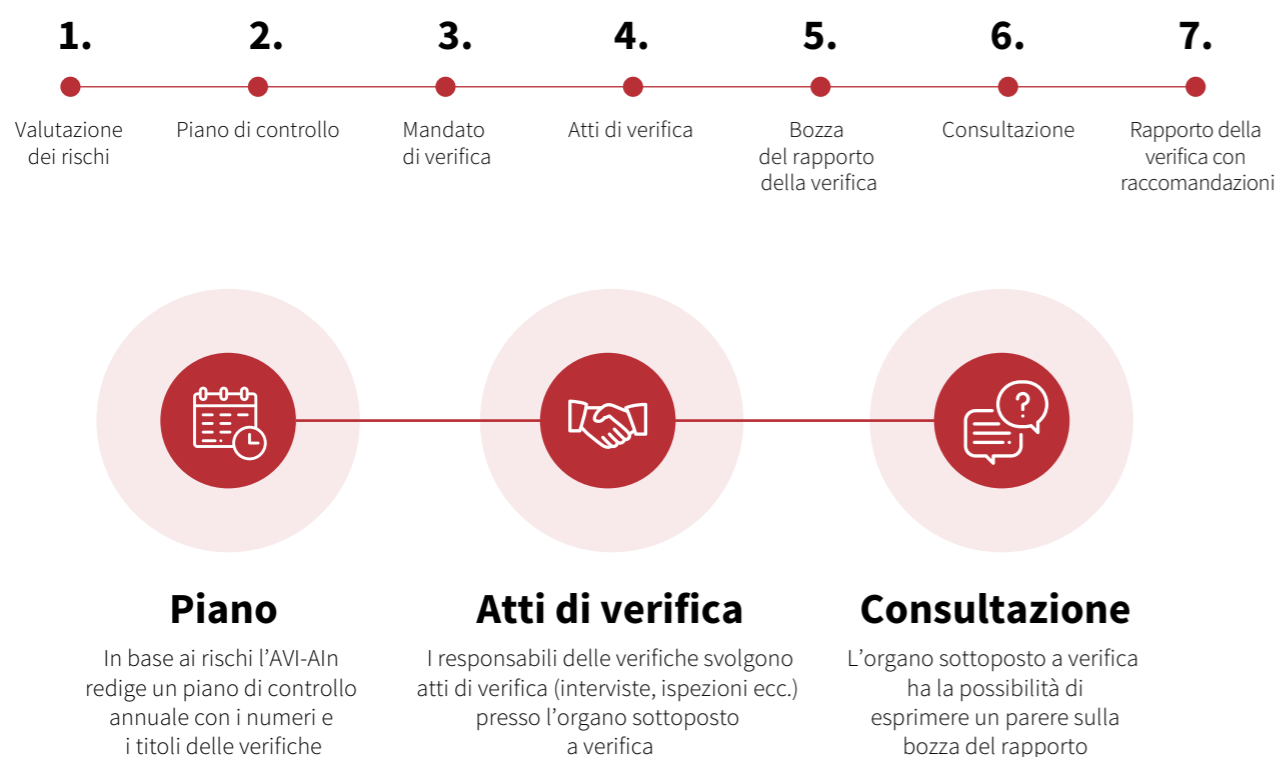 1.
2.
3.
4.
5.
6.
7.
Valutazione
dei rischi
Piano di controllo
Mandato
di verifica
Atti di verifica
Bozza
del rapporto
della verifica
Consultazione
Rapporto della
verifica con
raccomandazioni
?
Piano
In base ai rischi l’AVI-AIn
redige un piano di controllo
annuale con i numeri e
i titoli delle verifiche
Atti di verifica
I responsabili delle verifiche svolgono
atti di verifica (interviste, ispezioni ecc.)
presso l’organo sottoposto
a verifica
Consultazione
L’organo sottoposto a verifica
ha la possibilità di
esprimere un parere sulla
bozza del rapporto